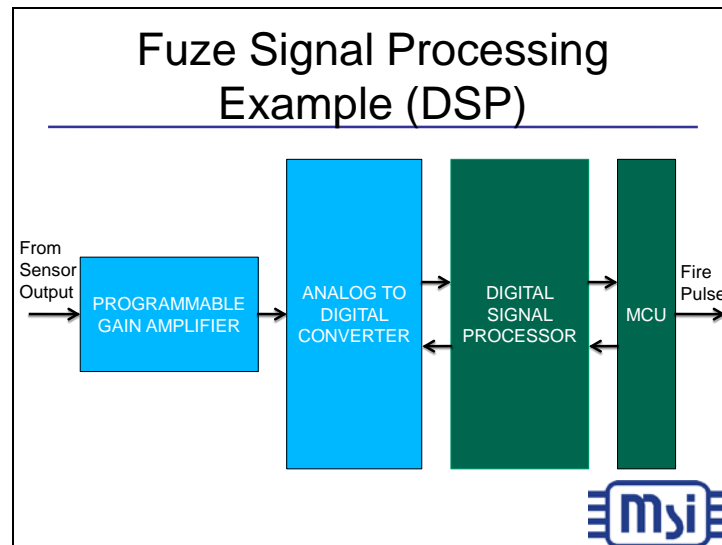 Fuze Signal Processing
Example (DSP)
From
Sensor
Output
PROGRAMMABLE
GAIN AMPLIFIER
ANALOG TO
DIGITAL
CONVERTER
DIGITAL
SIGNAL
PROCESSOR
MCU
Fire
Pulse
msi